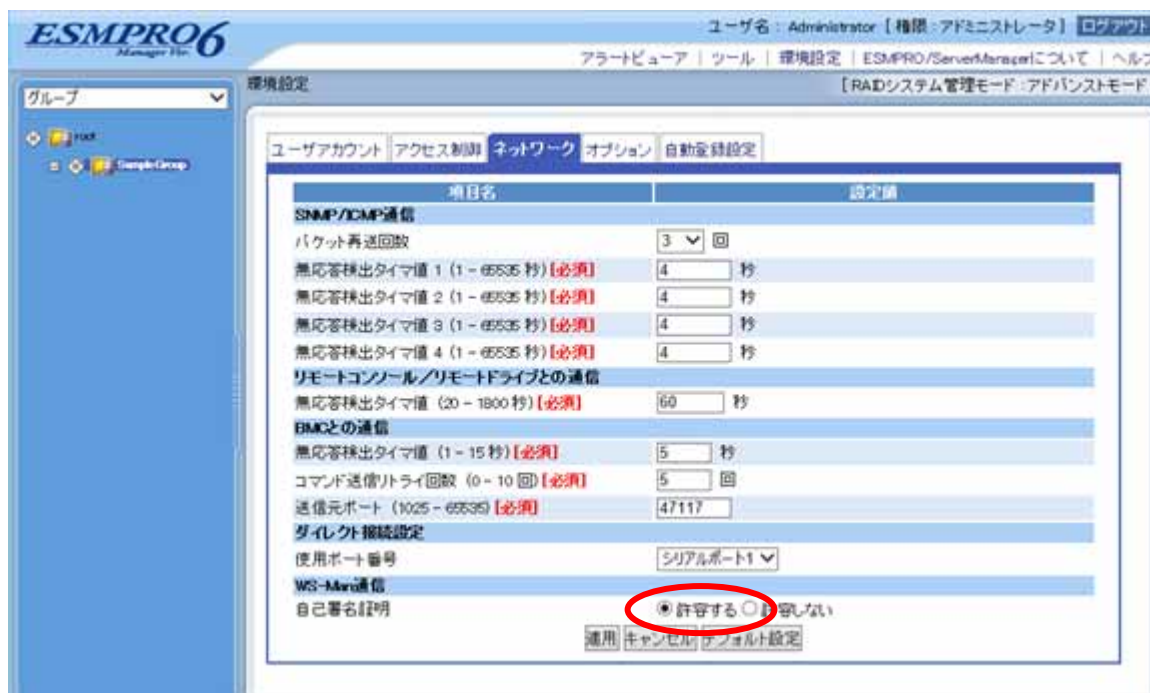 ESMPRO6
Manager Ver.
ユーザ名 : Administrator [ 権限 : アドミニストレータ ] ログアウト
アラートビューア | ツール | 環境設定 | ESMPRO/ServerManagerについて | ヘルプ
グループ
root
SampleGroup
環境設定
[ RAIDシステム管理モード : アドバンストモード
ユーザアカウント アクセス制御 ネットワーク オプション 自動登録設定
項目名 設定値
SNMP/ICMP通信
パケット再送回数 3 回
無応答検出タイマ値 1 (1 - 65535 秒) [必須] 4 秒
無応答検出タイマ値 2 (1 - 65535 秒) [必須] 4 秒
無応答検出タイマ値 3 (1 - 65535 秒) [必須] 4 秒
無応答検出タイマ値 4 (1 - 65535 秒) [必須] 4 秒
リモートコンソール/リモートドライブとの通信
無応答検出タイマ値 (20 - 1800 秒) [必須] 60 秒
BMCとの通信
無応答検出タイマ値 (1 - 15 秒) [必須] 5 秒
コマンド送信リトライ回数 (0 - 10 回) [必須] 5 回
送信元ポート (1025 - 65535) [必須] 47117
ダイレクト接続設定
使用ポート番号 シリアルポート1
WS-Man通信
自己署名証明 許容する 許容しない
適用 キャンセル デフォルト設定